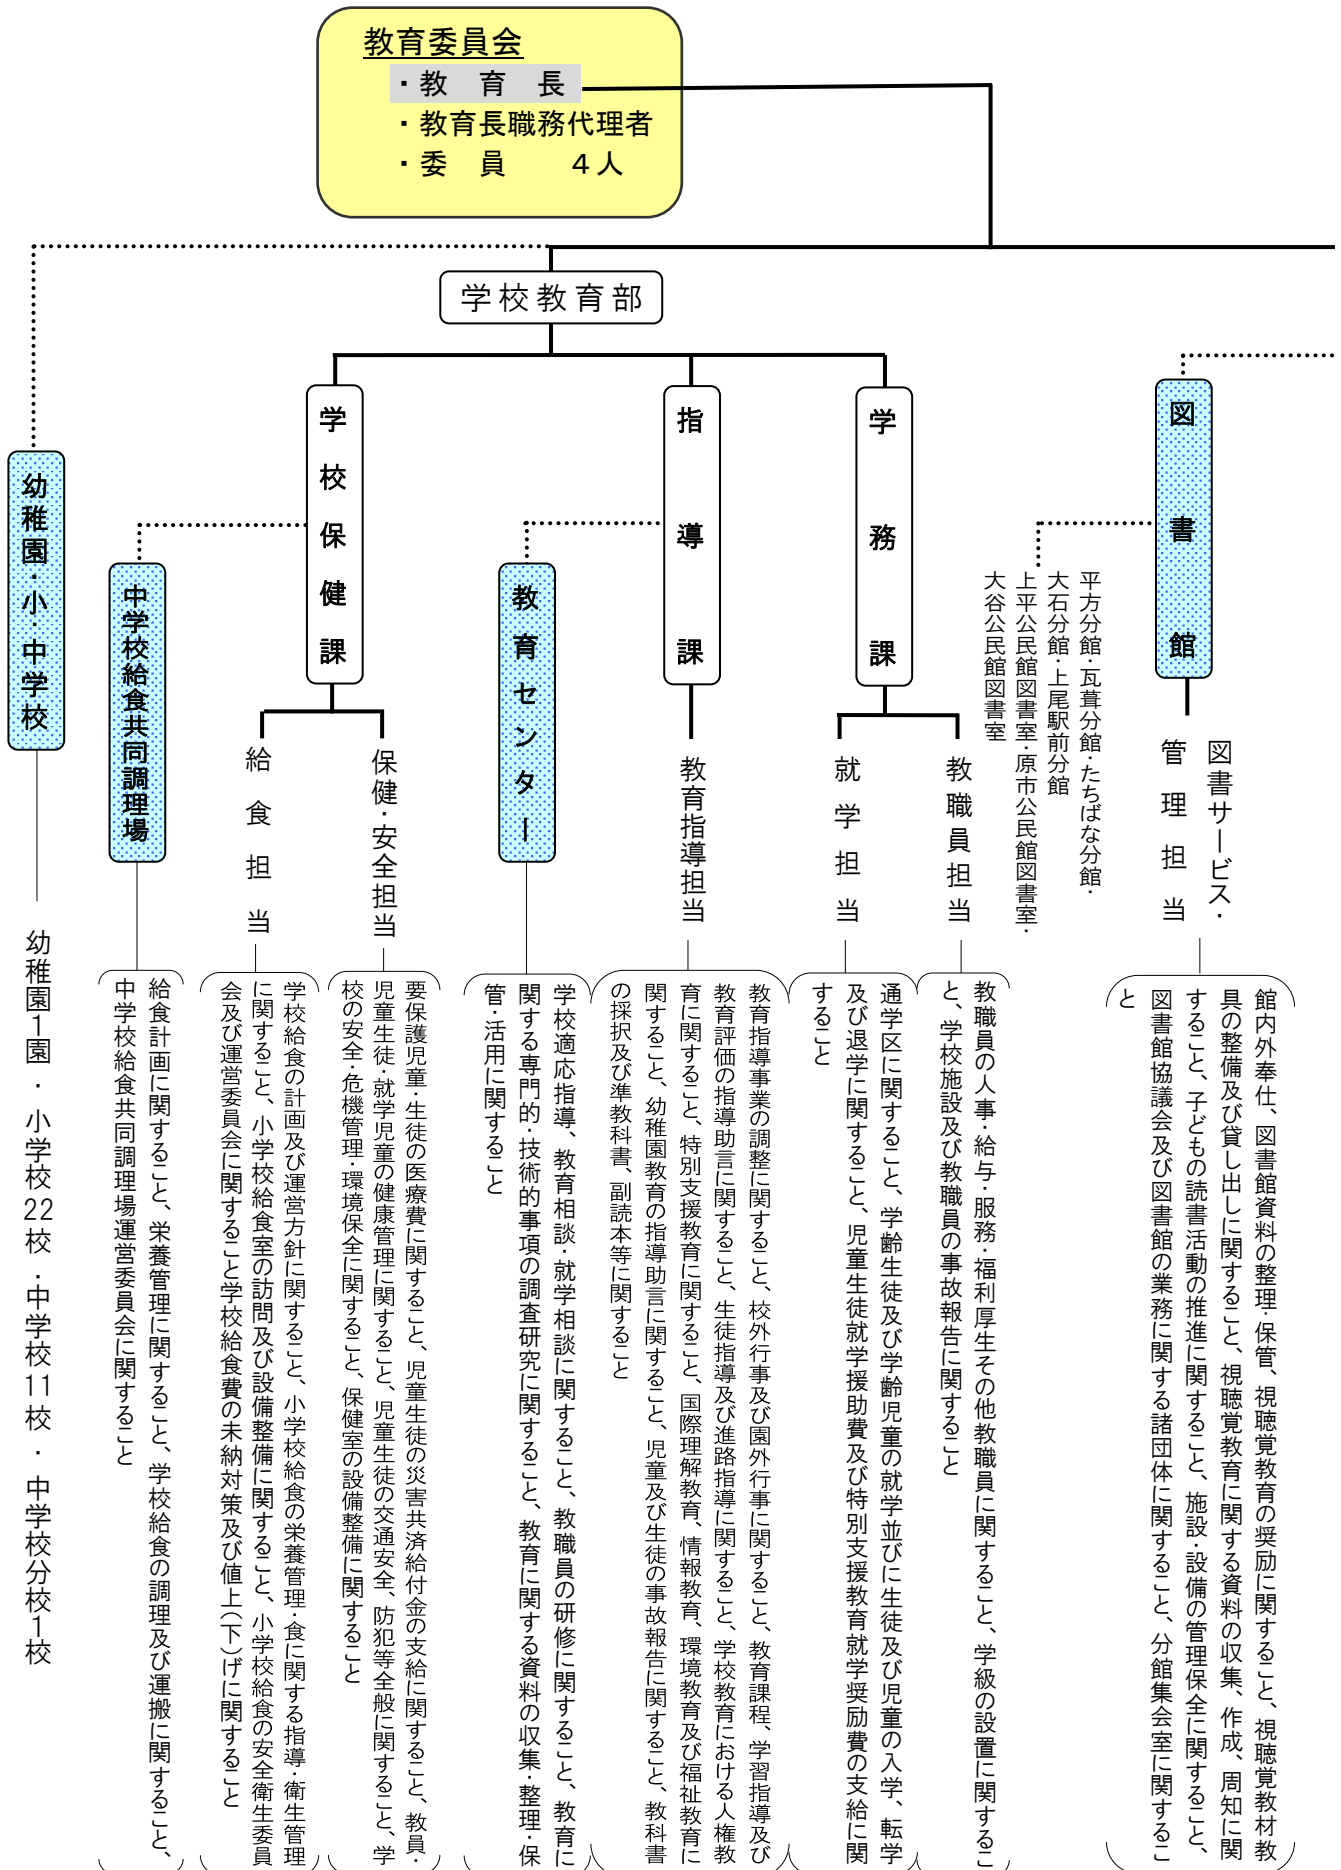 教育委員会
・教　育　長
・教育長職務代理者
・委　員　　４人
学校教育部
図書館
学務課
指導課
学校保健課
幼稚園・小・中学校
教育センター
中学校給食共同調理場
平方分館・瓦葺分館・たちばな分館・
大石分館・上尾駅前分館
上平公民館図書室・原市公民館図書室・
大谷公民館図書室
図書サービス・
管理担当
教職員担当
就学担当
教育指導担当
保健・安全担当
給食担当
館内外奉仕、図書館資料の整理・保管、視聴覚教育の奨励に関すること、視聴覚教材教
具の整備及び貸し出しに関すること、視聴覚教育に関する資料の収集、作成、周知に関
すること、子どもの読書活動の推進に関すること、施設・設備の管理保全に関すること、
図書館協議会及び図書館の業務に関する諸団体に関すること、分館集会室に関するこ
と
教職員の人事・給与・服務・福利厚生その他教職員に関すること、学級の設置に関するこ
と、学校施設及び教職員の事故報告に関すること
通学区に関すること、学齢生徒及び学齢児童の就学並びに生徒及び児童の入学、転学
及び退学に関すること、児童生徒就学援助費及び特別支援教育就学奨励費の支給に関
すること
教育指導事業の調整に関すること、校外行事及び園外行事に関すること、教育課程、学習指導及び
教育評価の指導助言に関すること、生徒指導及び進路指導に関すること、学校教育における人権教
育に関すること、特別支援教育に関すること、国際理解教育、情報教育、環境教育及び福祉教育に
関すること、幼稚園教育の指導助言に関すること、児童及び生徒の事故報告に関すること、教科書
の採択及び準教科書、副読本等に関すること
学校適応指導、教育相談・就学相談に関すること、教職員の研修に関すること、教育に
関する専門的・技術的事項の調査研究に関すること、教育に関する資料の収集・整理・保
管・活用に関すること
要保護児童・生徒の医療費に関すること、児童生徒の災害共済給付金の支給に関すること、教員・
児童生徒・就学児童の健康管理に関すること、児童生徒の交通安全、防犯等全般に関すること、学
校の安全・危機管理・環境保全に関すること、保健室の設備整備に関すること
学校給食の計画及び運営方針に関すること、小学校給食の栄養管理・食に関する指導・衛生管理
に関すること、小学校給食室の訪問及び設備整備に関すること、小学校給食の安全衛生委員
会及び運営委員会に関すること学校給食費の未納対策及び値上（下）げに関すること
給食計画に関すること、栄養管理に関すること、学校給食の調理及び運搬に関すること、
中学校給食共同調理場運営委員会に関すること
幼稚園1園 ・ 小学校22校 ・ 中学校11校 ・ 中学校分校1校